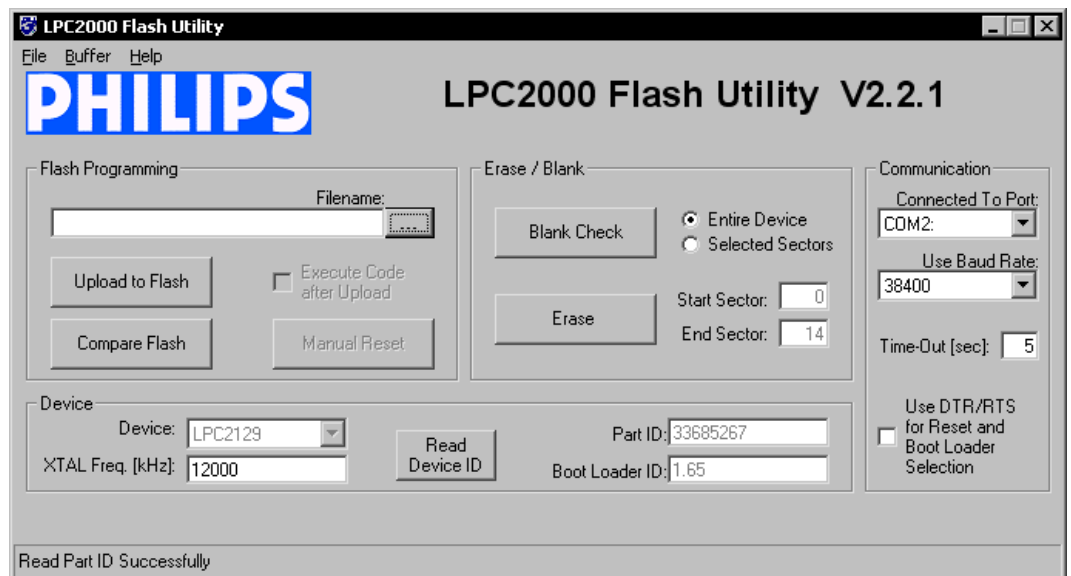 LPC2000 Flash Utility
File Buffer Help
PHILIPS
LPC2000 Flash Utility V2.2.1
Flash Programming
Filename:
...
Upload to Flash
Execute Code
after Upload
Compare Flash
Manual Reset
Erase / Blank
Blank Check
Entire Device
Selected Sectors
Erase
Start Sector: 0
End Sector: 14
Communication
Connected To Port:
COM2:
Use Baud Rate:
38400
Time-Out [sec]: 5
Use DTR/RTS
for Reset and
Boot Loader
Selection
Device
Device: LPC2129
XTAL Freq. [kHz]: 12000
Read
Device ID
Part ID: 33685267
Boot Loader ID: 1.65
Read Part ID Successfully